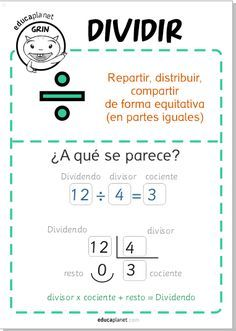 educaplanet
GRIN
DIVIDIR
÷
Repartir, distribuir,
compartir
de forma equitativa
(en partes iguales)
¿A qué se parece?
Dividendo divisor cociente
12 ÷ 4 = 3
Dividendo divisor
12 4
resto 0 3 cociente
educaplanet.com
divisor x cociente + resto = Dividendo